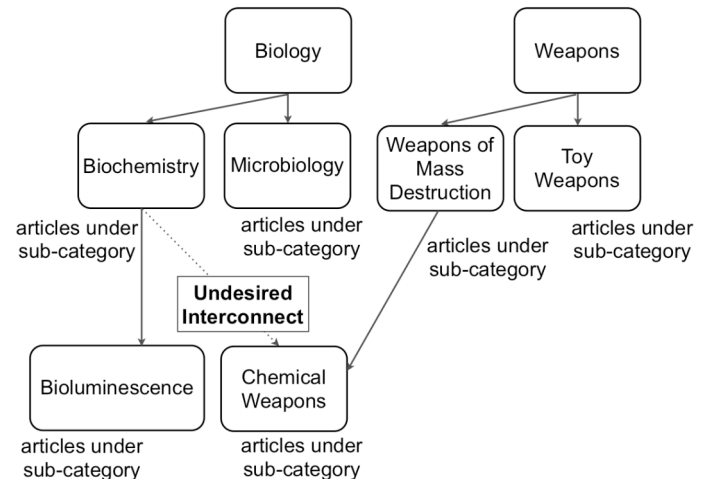 Biology
Weapons
Biochemistry
Microbiology
Weapons of
Mass
Destruction
Toy
Weapons
articles under
sub-category
articles under
sub-category
articles under
sub-category
articles under
sub-category
Undesired
Interconnect
Bioluminescence
Chemical
Weapons
articles under
sub-category
articles under
sub-category